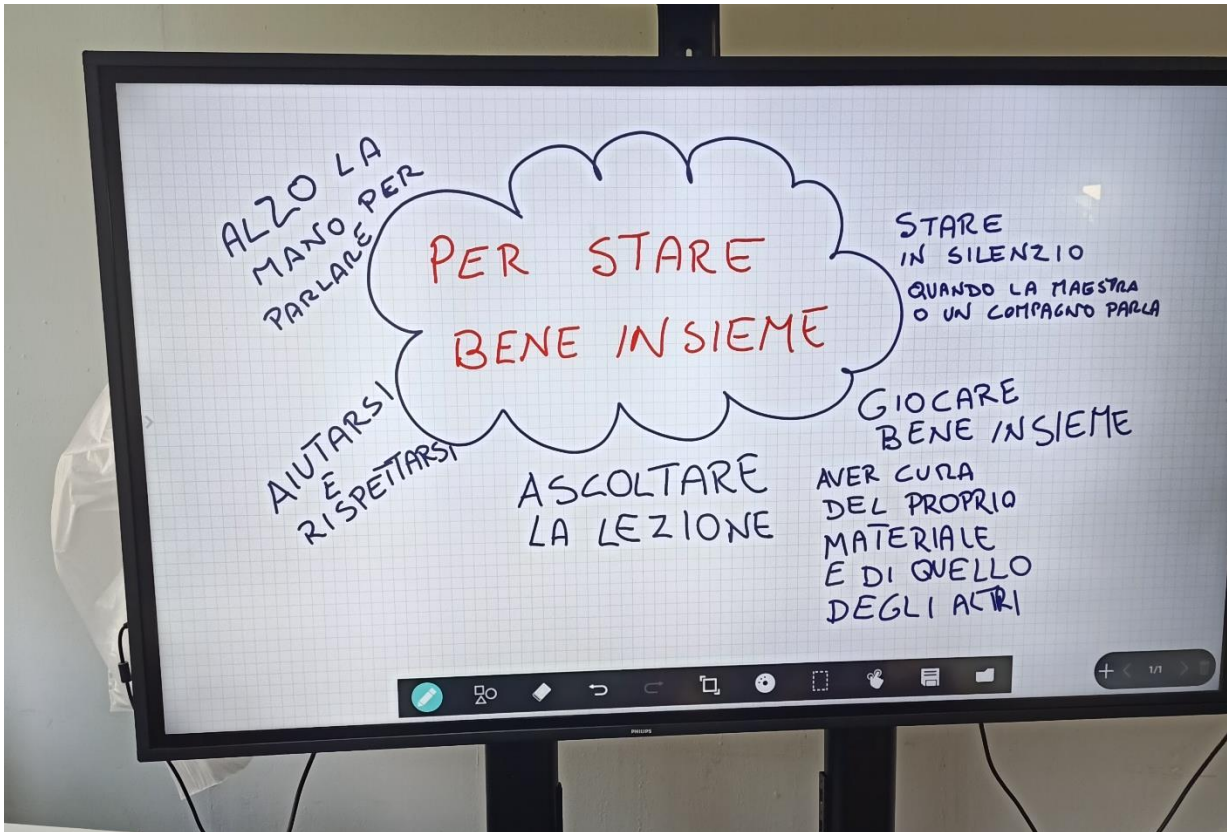 ALZO LA
MANO PER
PARLARE
PER STARE
BENE INSIEME
STARE
IN SILENZIO
QUANDO LA MAESTRA
O UN COMPAGNO PARLA
GIOCARE
BENE INSIEME
AIUTARSI
E
RISPETTARSI
ASCOLTARE
LA LEZIONE
AVER CURA
DEL PROPRIO
MATERIALE
E DI QUELLO
DEGLI ALTRI
1/1
PHILIPS